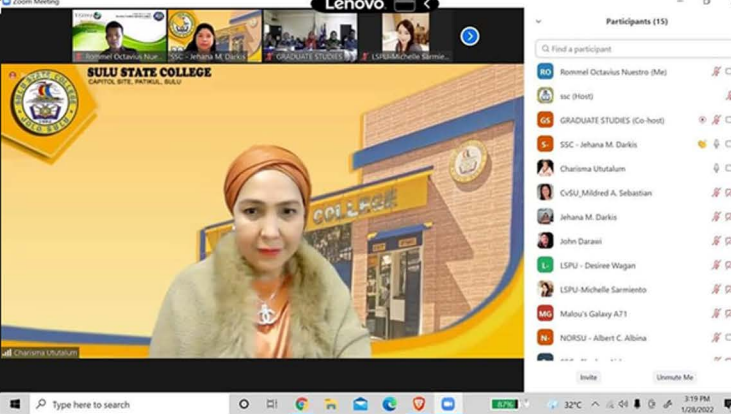 Zoom Meeting
Lenovo.
Participants (15)
Find a participant
Rommel Octavius Nue...
SSC - Jehana M. Darkis
GRADUATE STUDIES
LSPU-Michelle Sarmie...
SULU STATE COLLEGE
CAPITOL SITE, PATIKUL, SULU
COLLEGE
Charisma Ututalum
RO Rommel Octavius Nuestro (Me)
ssc (Host)
GS GRADUATE STUDIES (Co-host)
S- SSC - Jehana M. Darkis
Charisma Ututalum
CvSU_Mildred A. Sebastian
Jehana M. Darkis
John Darawi
L- LSPU - Desiree Wagan
LSPU-Michelle Sarmiento
MG Malou's Galaxy A71
N- NORSU - Albert C. Albina
Invite
Unmute Me
Type here to search
87%
32°C
3:19 PM
1/28/2022